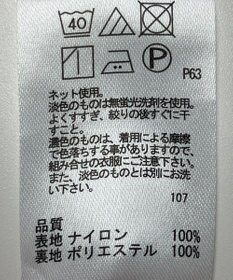 40
P
P63
ネット使用。
淡色のものは無蛍光洗剤を使用。
よくすすぎ、絞りの後すぐに干
すこと。
濃色のものは、着用による摩擦
で色落ちする事がありますので、
組み合せの衣服にご注意下さい。
また、淡色のものとは別にお洗
い下さい。
107
品質
表地 ナイロン 100%
裏地 ポリエステル 100%